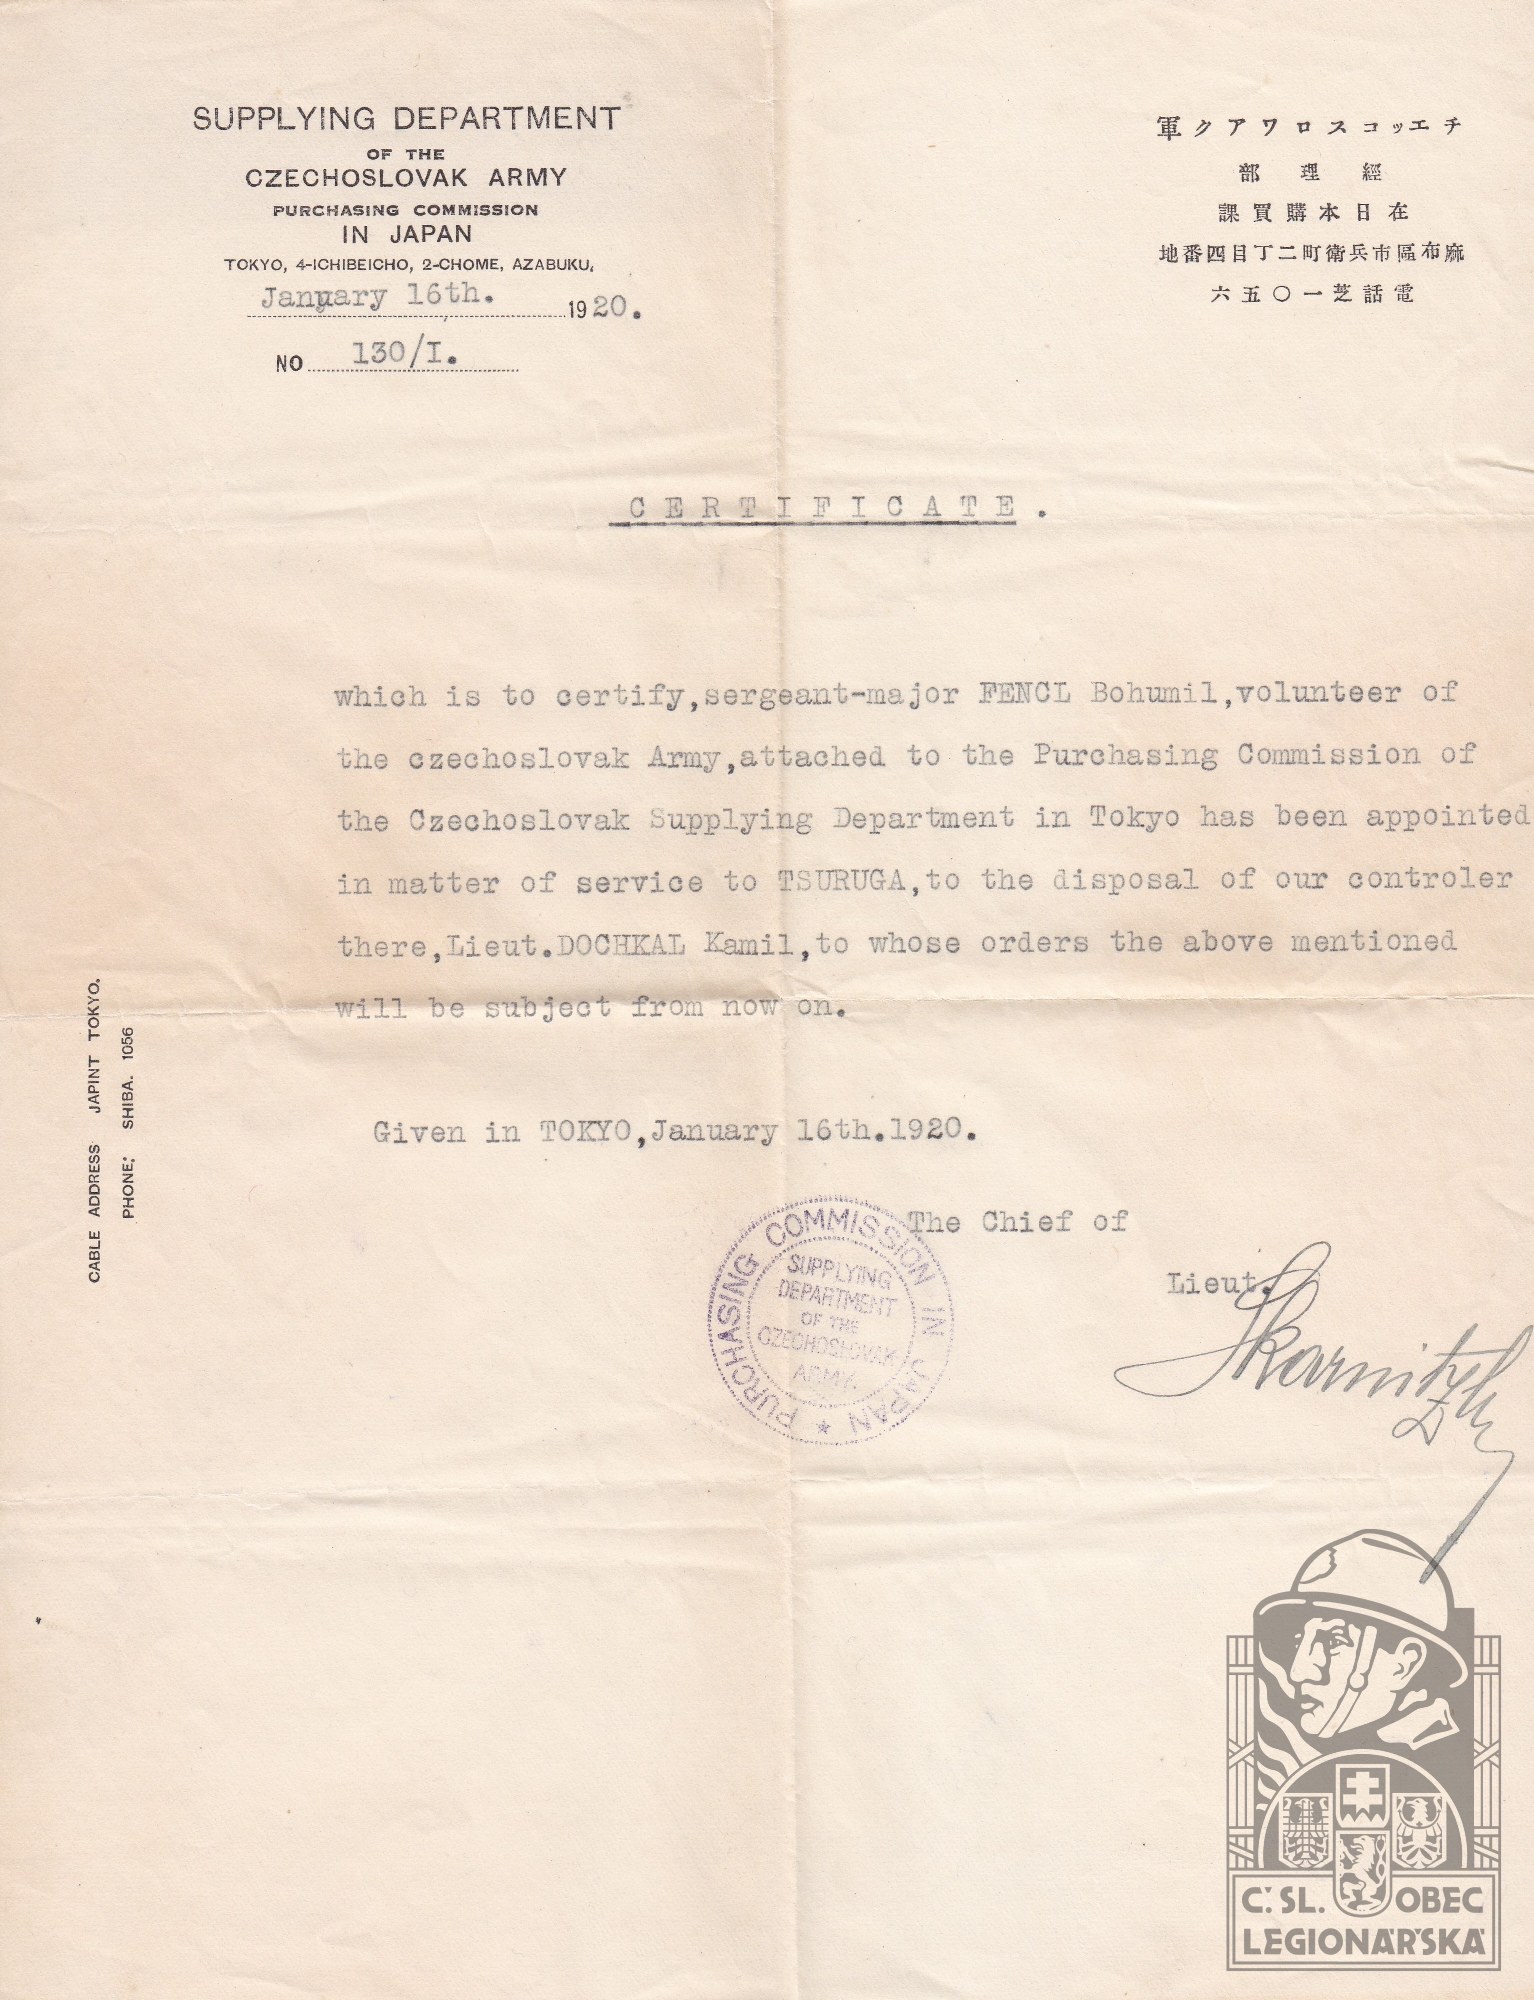 SUPPLYING DEPARTMENT
OF THE
CZECHOSLOVAK ARMY
PURCHASING COMMISSION
IN JAPAN
TOKYO, 4-ICHIBEICHO, 2-CHOME, AZABUKU,
January 16th. 1920.
NO 130/I.
軍クアワロスコッエチ
部理經
課買購本日在
地番四目丁二町衛兵市區布麻
六五〇一芝話電
CERTIFICATE.
which is to certify,sergeant-major FENCL Bohumil,volunteer of
the czechoslovak Army,attached to the Purchasing Commission of
the Czechoslovak Supplying Department in Tokyo has been appointed
in matter of service to TSURUGA,to the disposal of our controler
there,Lieut.DOCHKAL Kamil,to whose orders the above mentioned
will be subject from now on.
Given in TOKYO,January 16th.1920.
The Chief of
Lieut.
Skarnitzl
PURCHASING COMMISSION IN JAPAN ★
SUPPLYING
DEPARTMENT
OF THE
CZECHOSLOVAK
ARMY.
CABLE ADDRESS JAPINT TOKYO.
PHONE; SHIBA. 1056
Č.SL. OBEC
LEGIONÁŘSKÁ